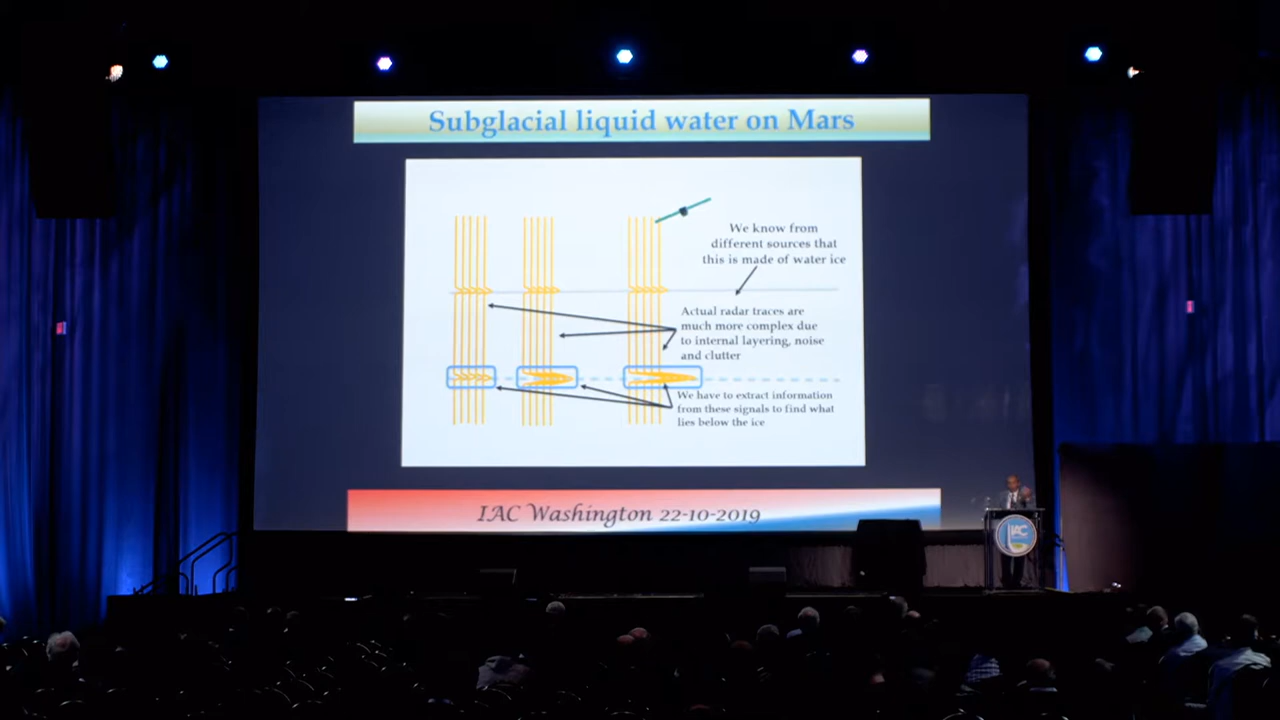 Subglacial liquid water on Mars
We know from
different sources that
this is made of water ice
Actual radar traces are
much more complex due
to internal layering, noise
and clutter
We have to extract information
from these signals to find what
lies below the ice
IAC Washington 22-10-2019
IAC